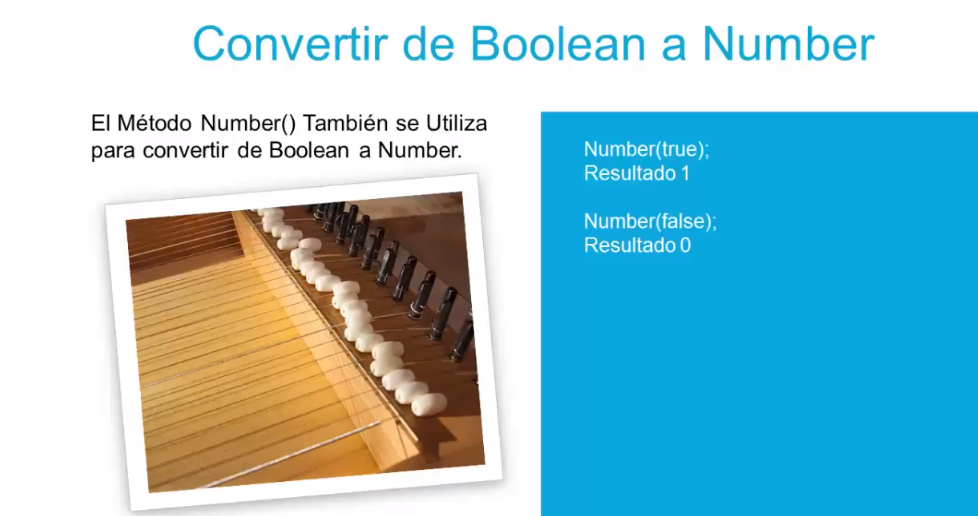 Convertir de Boolean a Number
El Método Number() También se Utiliza
para convertir de Boolean a Number.
Number(true);
Resultado 1
Number(false);
Resultado 0